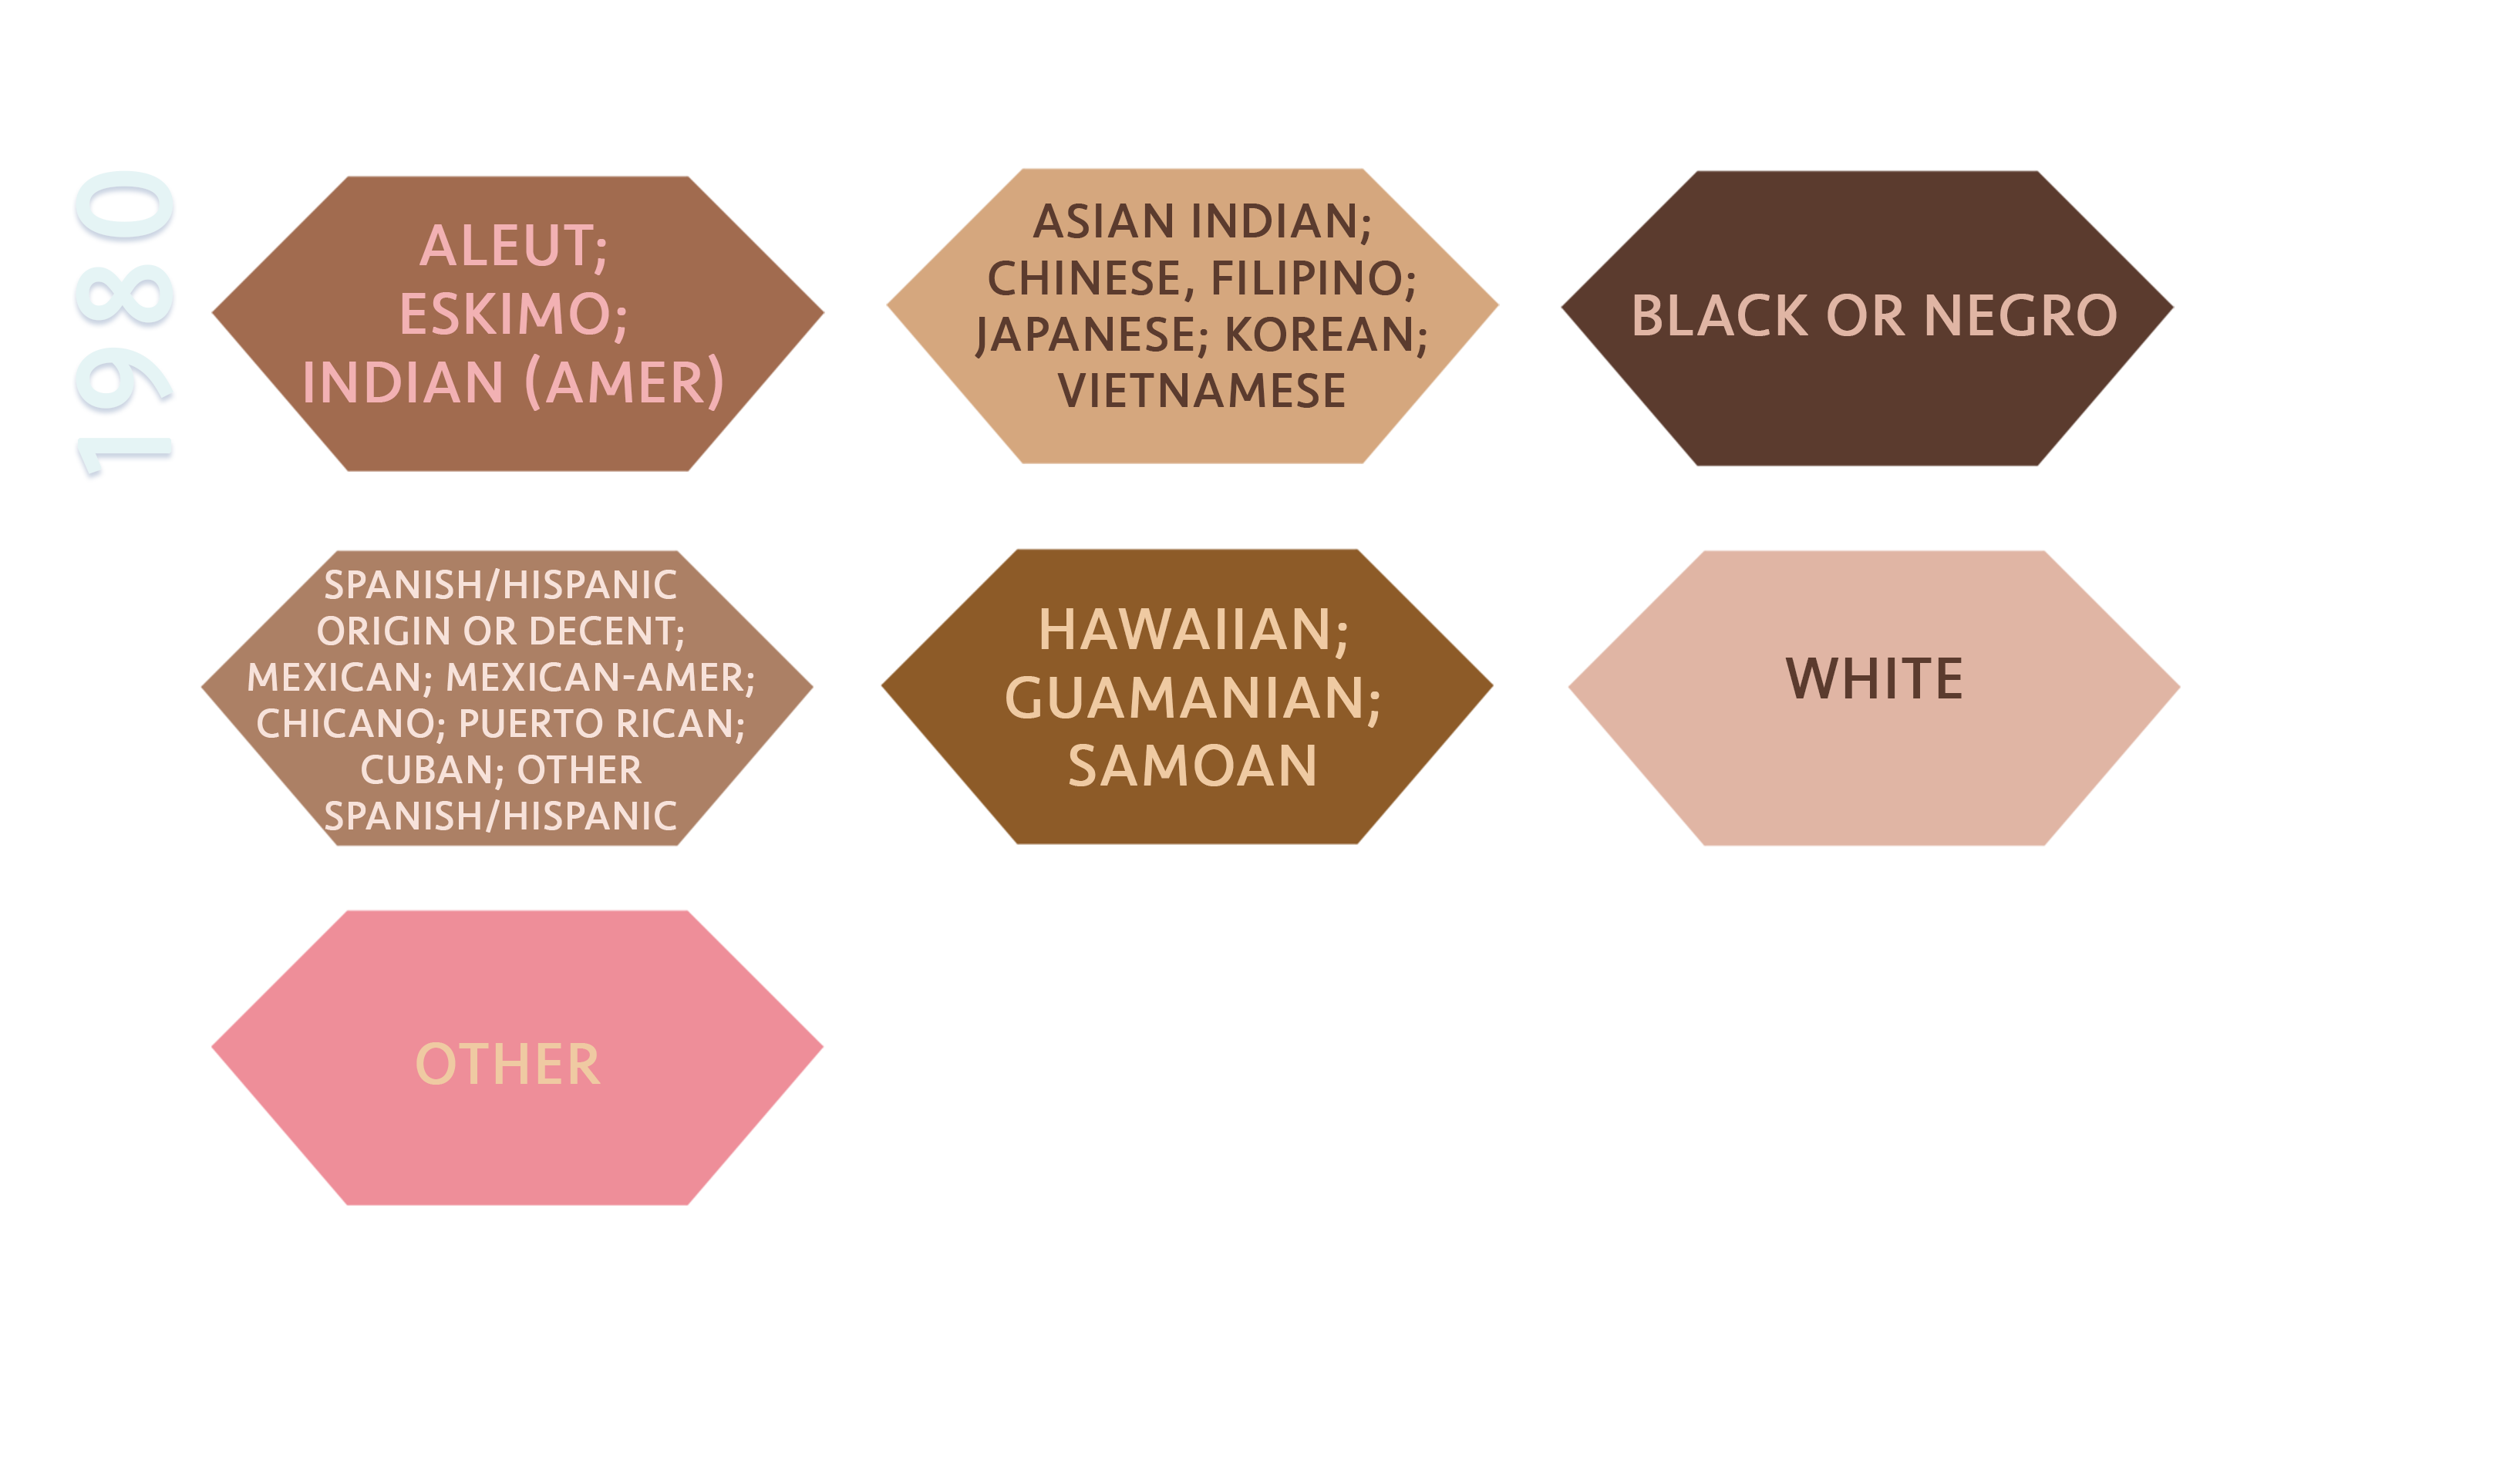 1980
ALEUT;
ESKIMO;
INDIAN (AMER)
ASIAN INDIAN;
CHINESE, FILIPINO;
JAPANESE; KOREAN;
VIETNAMESE
BLACK OR NEGRO
SPANISH/HISPANIC
ORIGIN OR DECENT;
MEXICAN; MEXICAN-AMER;
CHICANO; PUERTO RICAN;
CUBAN; OTHER
SPANISH/HISPANIC
HAWAIIAN;
GUAMANIAN;
SAMOAN
WHITE
OTHER